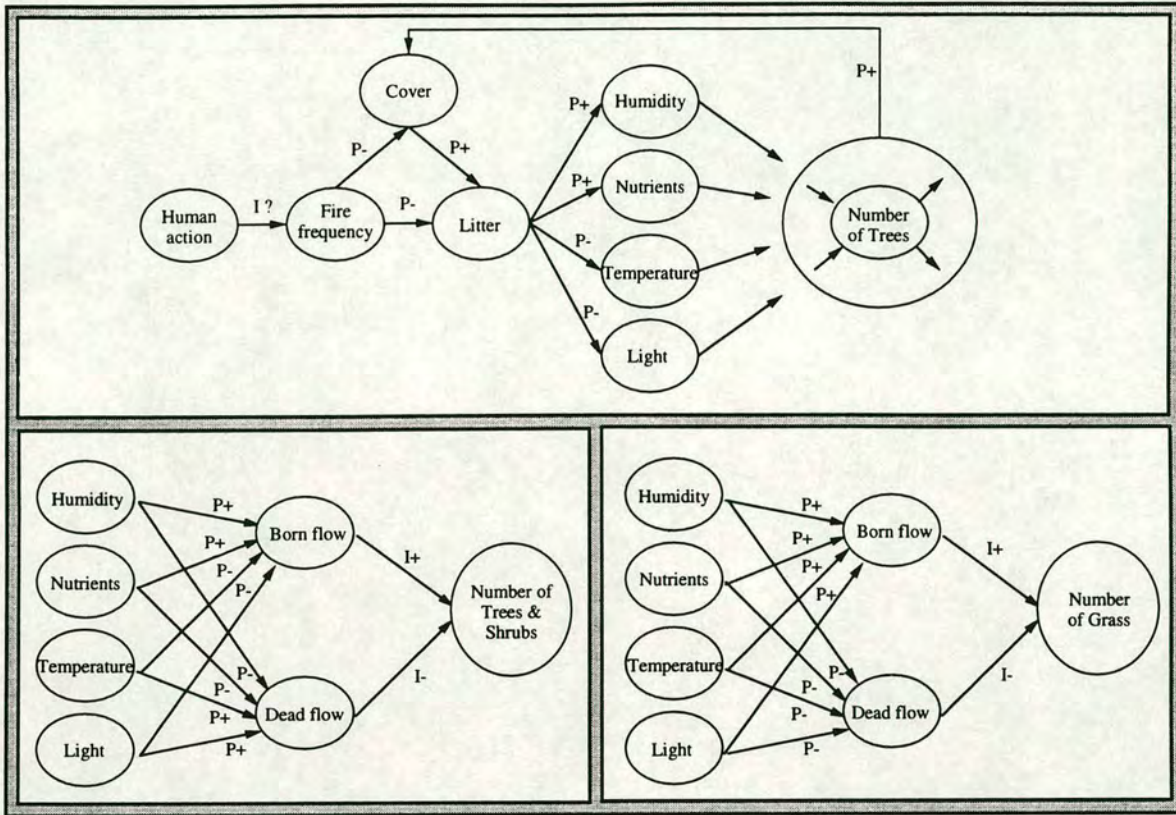 P+
Cover
P+
Humidity
P-
P+
P+
Nutrients
Human
action
I ?
Fire
frequency
P-
Litter
P-
Number
of Trees
Temperature
P-
Light
Humidity
P+
Born flow
P+
P-
I+
Nutrients
P-
Number of
Trees &
Shrubs
Temperature
P-
P-
I-
P+
Dead flow
Light
P+
Humidity
P+
Born flow
P+
P+
I+
Nutrients
P+
Number
of Grass
Temperature
P-
P-
I-
P-
Dead flow
Light
P-